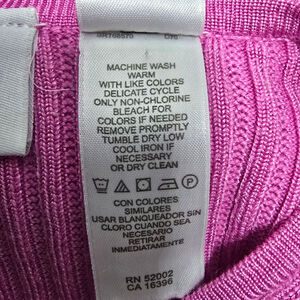 MACHINE WASH
WARM
WITH LIKE COLORS
DELICATE CYCLE
ONLY NON-CHLORINE
BLEACH FOR
COLORS IF NEEDED
REMOVE PROMPTLY
TUMBLE DRY LOW
COOL IRON IF
NECESSARY
OR DRY CLEAN
CON COLORES
SIMILARES
USAR BLANQUEADOR SIN
CLORO CUANDO SEA
NECESARIO
RETIRAR
INMEDIATAMENTE
RN 52002
CA 16396